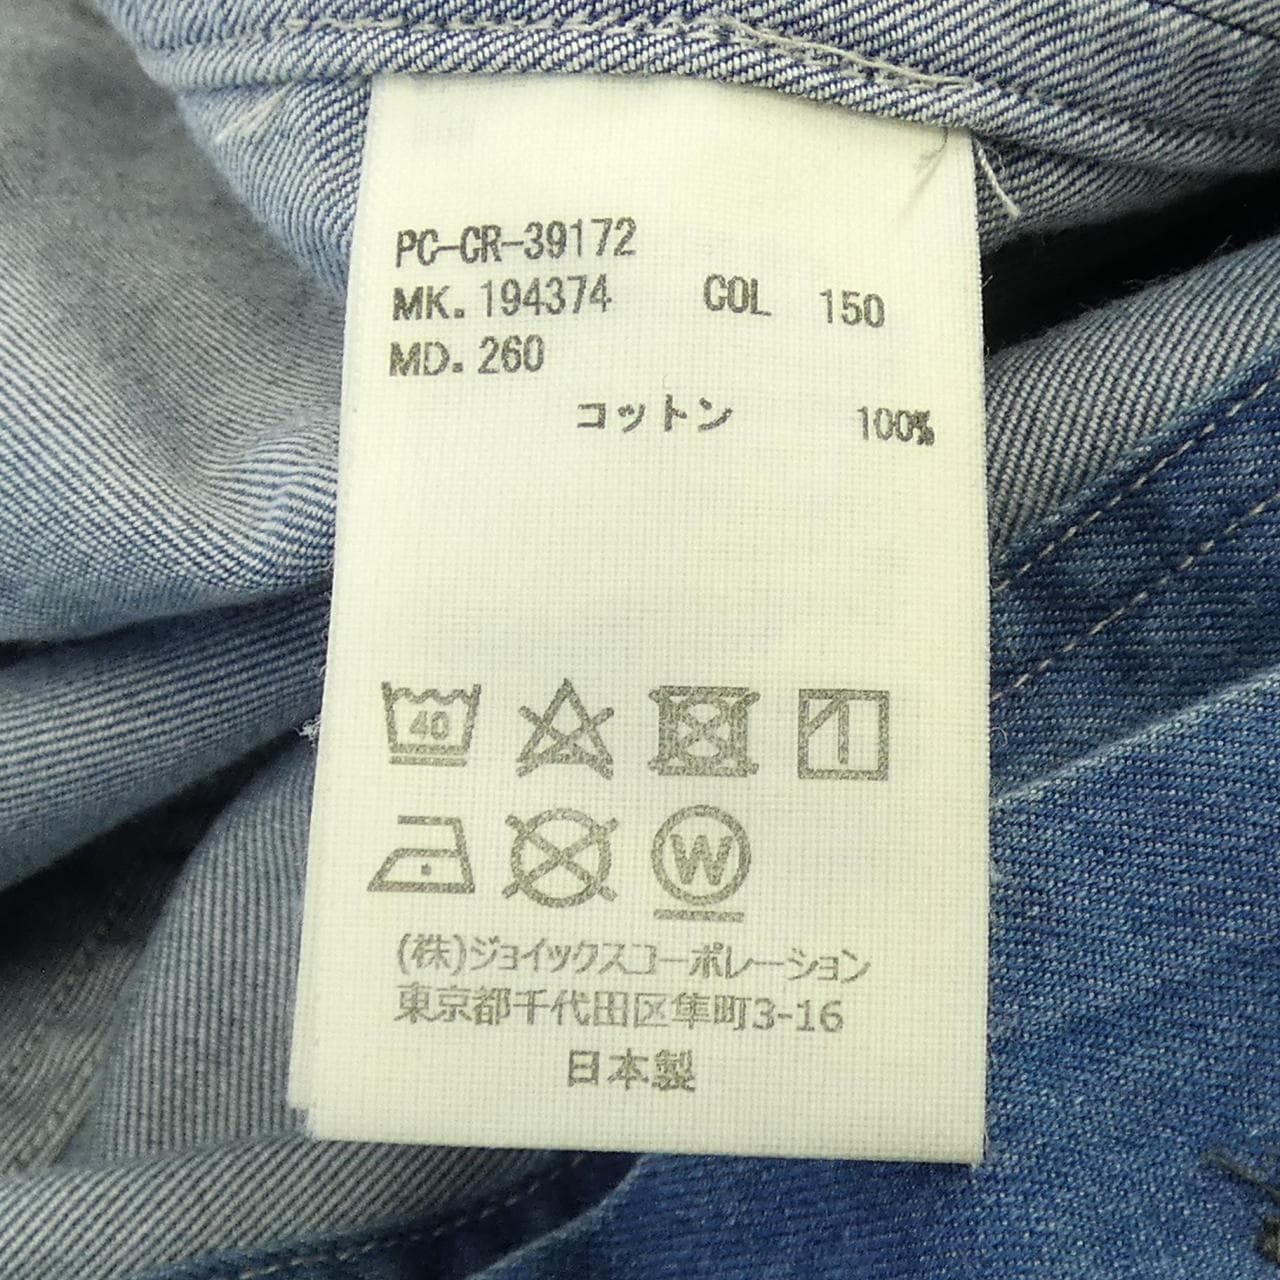 PC-CR-39172
MK. 194374 COL 150
MD. 260
コットン 100%
40
W
(株)ジョイックスコーポレーション
東京都千代田区隼町3-16
日本製